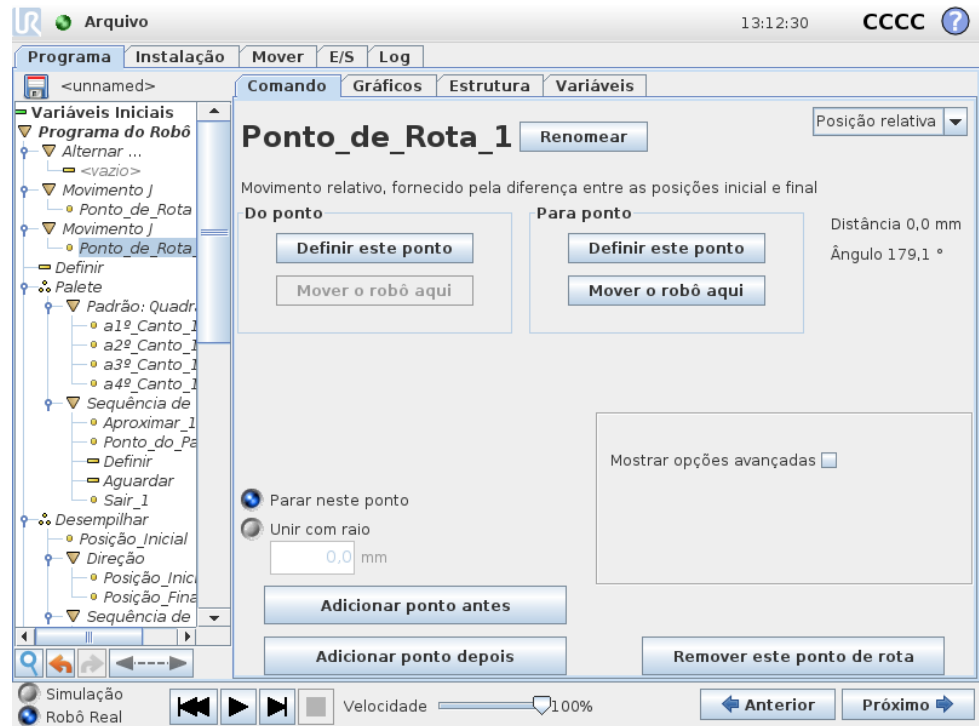 UR Arquivo 13:12:30 CCCC ?
Programa Instalação Mover E/S Log
<unnamed>
Comando Gráficos Estrutura Variáveis
Variáveis Iniciais
Programa do Robô
Alternar ...
<vazio>
Movimento J
Ponto_de_Rota
Movimento J
Ponto_de_Rota_
Definir
Palete
Padrão: Quadra
a1º_Canto_1
a2º_Canto_1
a3º_Canto_1
a4º_Canto_1
Sequência de
Aproximar_1
Ponto_do_Pa
Definir
Aguardar
Sair_1
Desempilhar
Posição_Inicial
Direção
Posição_Inici
Posição_Fina
Sequência de
Ponto_de_Rota_1 Renomear
Posição relativa
Movimento relativo, fornecido pela diferença entre as posições inicial e final
Do ponto
Definir este ponto
Mover o robô aqui
Para ponto
Definir este ponto
Mover o robô aqui
Distância 0,0 mm
Ângulo 179,1 °
Mostrar opções avançadas
Parar neste ponto
Unir com raio
0,0 mm
Adicionar ponto antes
Adicionar ponto depois
Remover este ponto de rota
Simulação
Robô Real
Velocidade 100%
Anterior Próximo